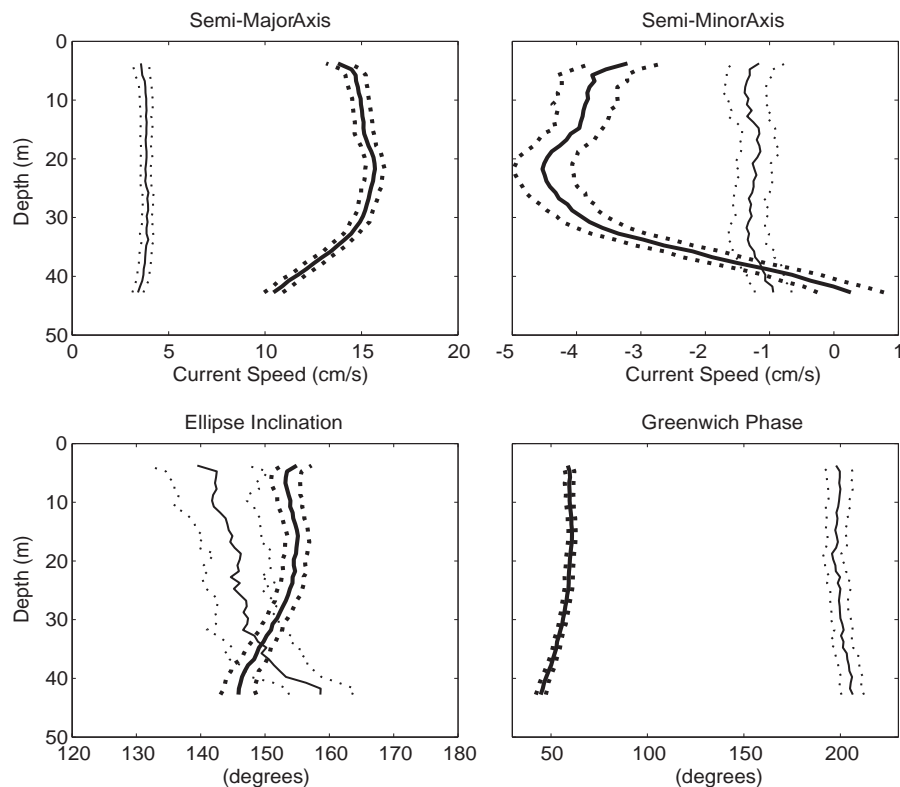 Semi-MajorAxis
Semi-MinorAxis
0
10
20
30
40
50
Depth (m)
0 5 10 15 20
Current Speed (cm/s)
-5 -4 -3 -2 -1 0 1
Current Speed (cm/s)
Ellipse Inclination
Greenwich Phase
0
10
20
30
40
50
Depth (m)
120 130 140 150 160 170 180
(degrees)
50 100 150 200
(degrees)